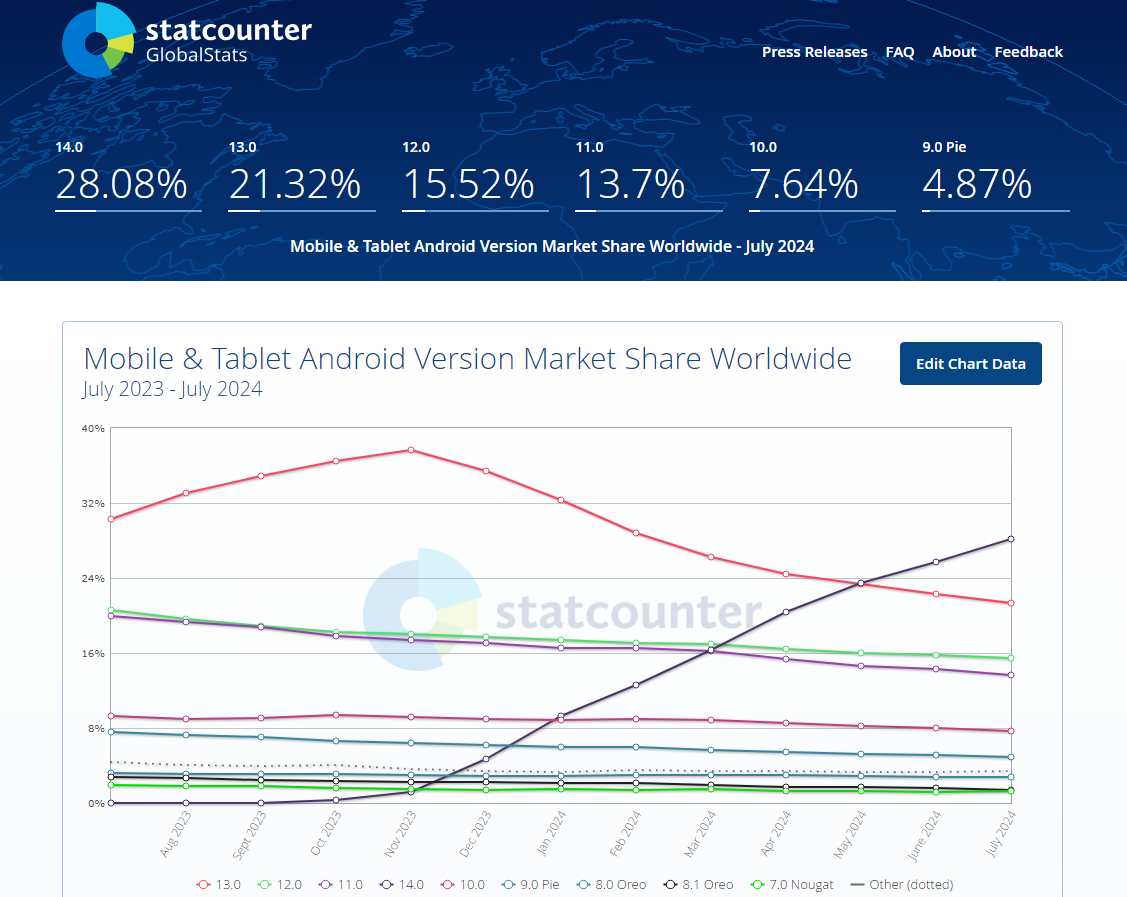 statcounter
GlobalStats
Press Releases FAQ About Feedback
14.0 13.0 12.0 11.0 10.0 9.0 Pie
28.08% 21.32% 15.52% 13.7% 7.64% 4.87%
Mobile & Tablet Android Version Market Share Worldwide - July 2024
Mobile & Tablet Android Version Market Share Worldwide
July 2023 - July 2024
Edit Chart Data
40%
32%
24%
statcounter
16%
8%
0%
Aug 2023 Sept 2023 Oct 2023 Nov 2023 Dec 2023 Jan 2024 Feb 2024 Mar 2024 Apr 2024 May 2024 June 2024 July 2024
13.0 12.0 11.0 14.0 10.0 9.0 Pie 8.0 Oreo 8.1 Oreo 7.0 Nougat Other (dotted)